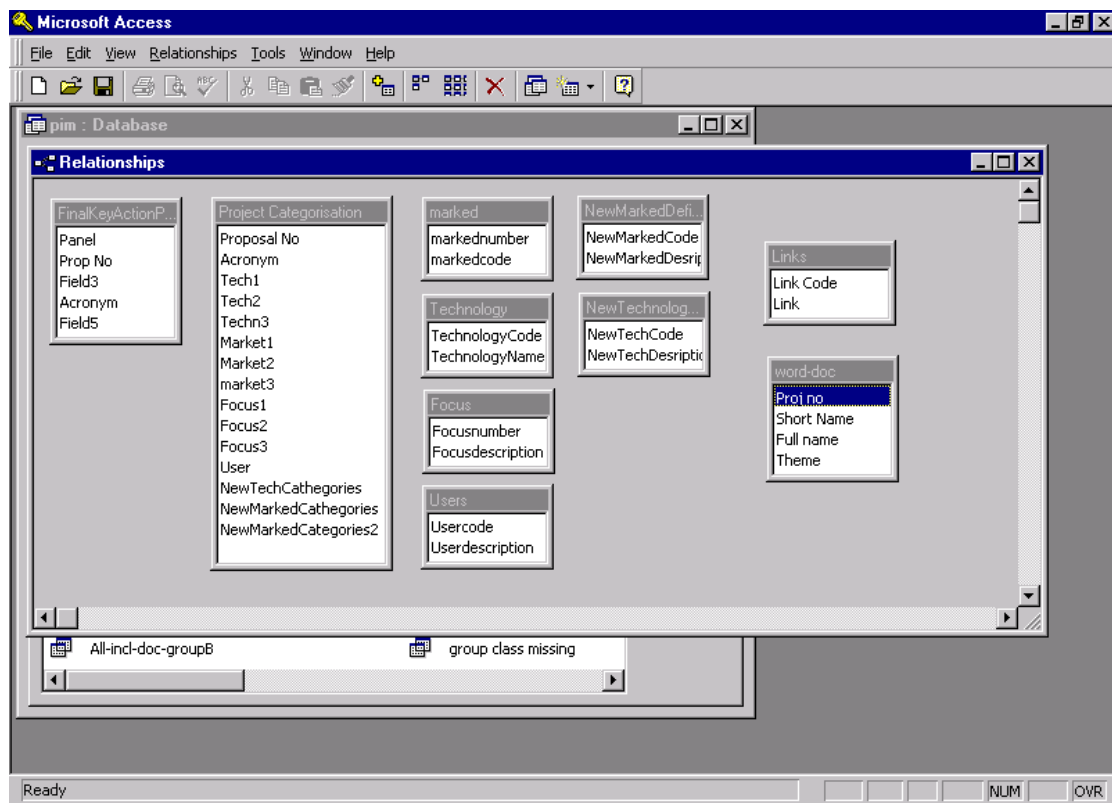 Microsoft Access
File Edit View Relationships Tools Window Help
pim : Database
Relationships
FinalKeyActionP...
Panel
Prop No
Field3
Acronym
Field5
Project Categorisation
Proposal No
Acronym
Tech1
Tech2
Techn3
Market1
Market2
market3
Focus1
Focus2
Focus3
User
NewTechCathegories
NewMarkedCathegories
NewMarkedCategories2
marked
markednumber
markedcode
Technology
TechnologyCode
TechnologyName
Focus
Focusnumber
Focusdescription
Users
Usercode
Userdescription
NewMarkedDefi...
NewMarkedCode
NewMarkedDesrip
NewTechnolog...
NewTechCode
NewTechDesriptio
Links
Link Code
Link
word-doc
Proj no
Short Name
Full name
Theme
All-incl-doc-groupB
group class missing
Ready
NUM
OVR